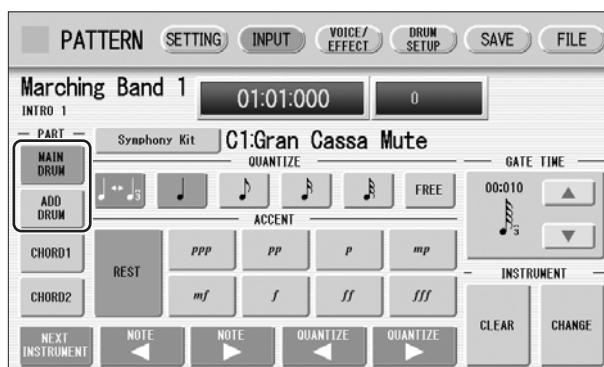 PATTERN SETTING INPUT VOICE/ EFFECT DRUM SETUP SAVE FILE
Marching Band 1
INTRO 1
01:01:000
0
PART
Symphony Kit C1:Gran Cassa Mute
MAIN DRUM
QUANTIZE
3
FREE
GATE TIME
00:010
3
ADD DRUM
ACCENT
CHORD1
REST
ppp pp p mp
CHORD2
mf f ff fff
INSTRUMENT
CLEAR CHANGE
NEXT INSTRUMENT
NOTE NOTE QUANTIZE QUANTIZE